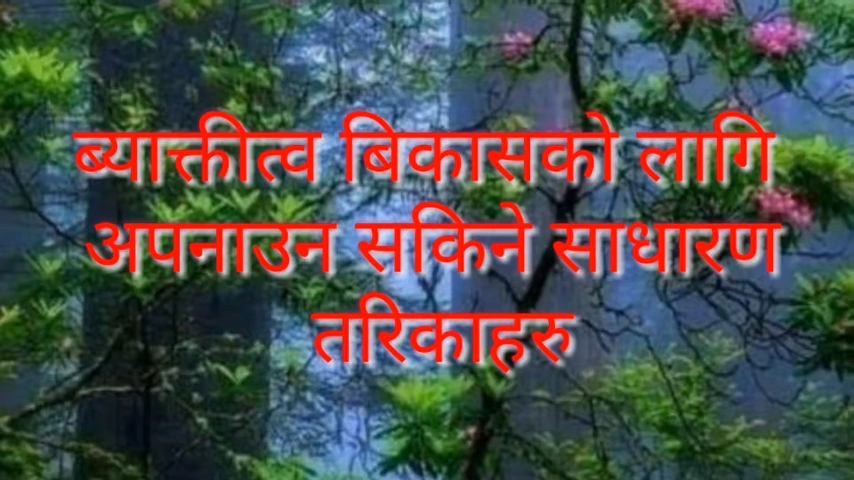 ब्याक्तीत्व बिकासको लागि
अपनाउन सकिने साधारण
तरिकाहरु